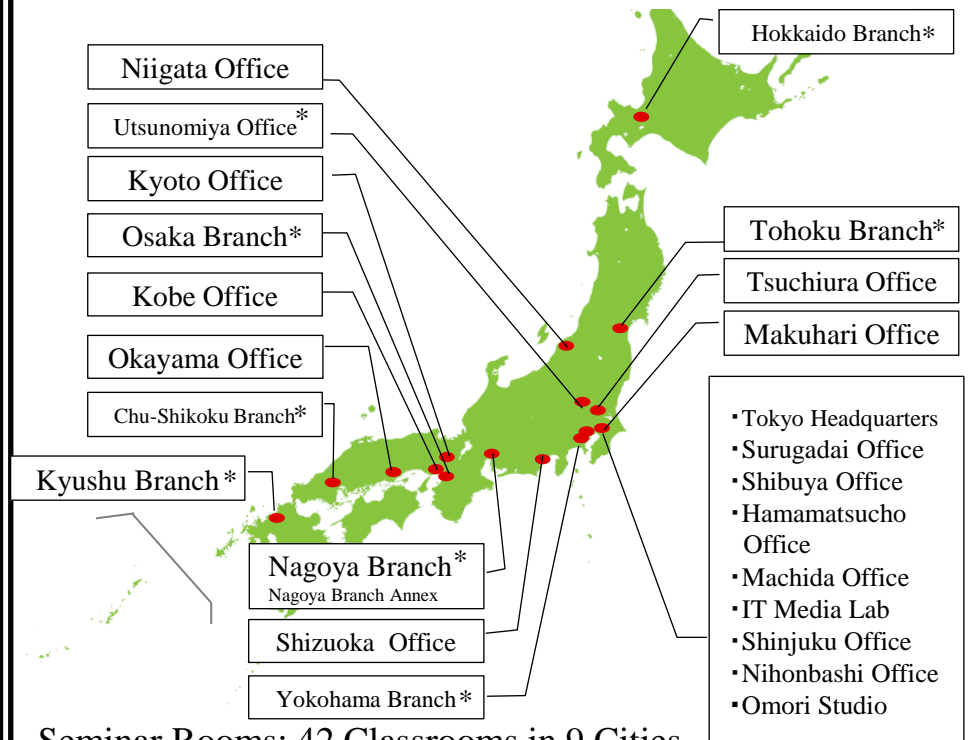 Hokkaido Branch*
Niigata Office
Utsunomiya Office*
Kyoto Office
Osaka Branch*
Kobe Office
Okayama Office
Chu-Shikoku Branch*
Kyushu Branch*
Tohoku Branch*
Tsuchiura Office
Makuhari Office
・Tokyo Headquarters
・Surugadai Office
・Shibuya Office
・Hamamatsucho
Office
・Machida Office
・IT Media Lab
・Shinjuku Office
・Nihonbashi Office
・Omori Studio
Nagoya Branch*
Nagoya Branch Annex
Shizuoka Office
Yokohama Branch*
Seminar Rooms: 42 Classrooms in 9 Cities